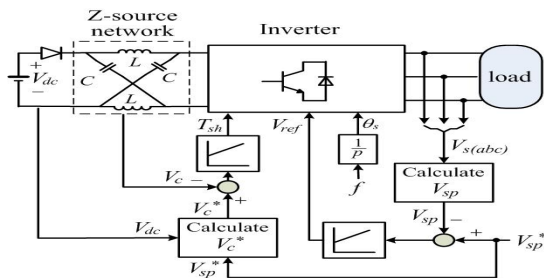 Z-source
network
Inverter
L
C
C
L
+
V_dc
−
load
T_sh
V_ref
θ_s
1/p
f
V_s(abc)
Calculate
V_sp
V_c −
+
V_c*
V_dc
Calculate
V_c*
V_sp*
V_sp −
+
V_sp*